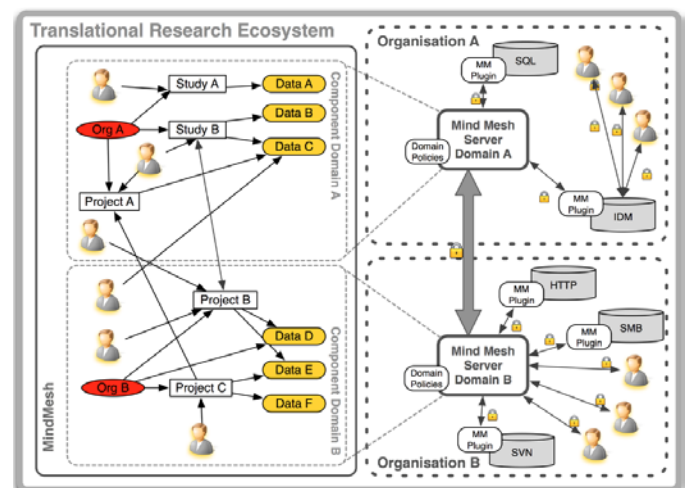 Translational Research Ecosystem
MindMesh
Component Domain A
Study A
Data A
Data B
Org A
Study B
Data C
Project A
Component Domain B
Project B
Data D
Data E
Org B
Project C
Data F
Organisation A
MM
Plugin
SQL
Mind Mesh
Server
Domain A
Domain
Policies
MM
Plugin
IDM
HTTP
MM
Plugin
SMB
MM
Plugin
Mind Mesh
Server
Domain B
Domain
Policies
MM
Plugin
SVN
Organisation B